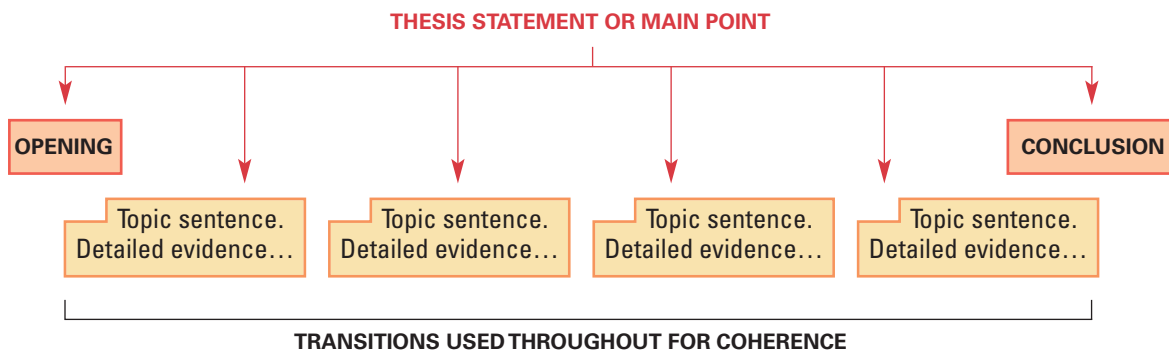 THESIS STATEMENT OR MAIN POINT
OPENING
CONCLUSION
Topic sentence.
Detailed evidence...
Topic sentence.
Detailed evidence...
Topic sentence.
Detailed evidence...
Topic sentence.
Detailed evidence...
TRANSITIONS USED THROUGHOUT FOR COHERENCE